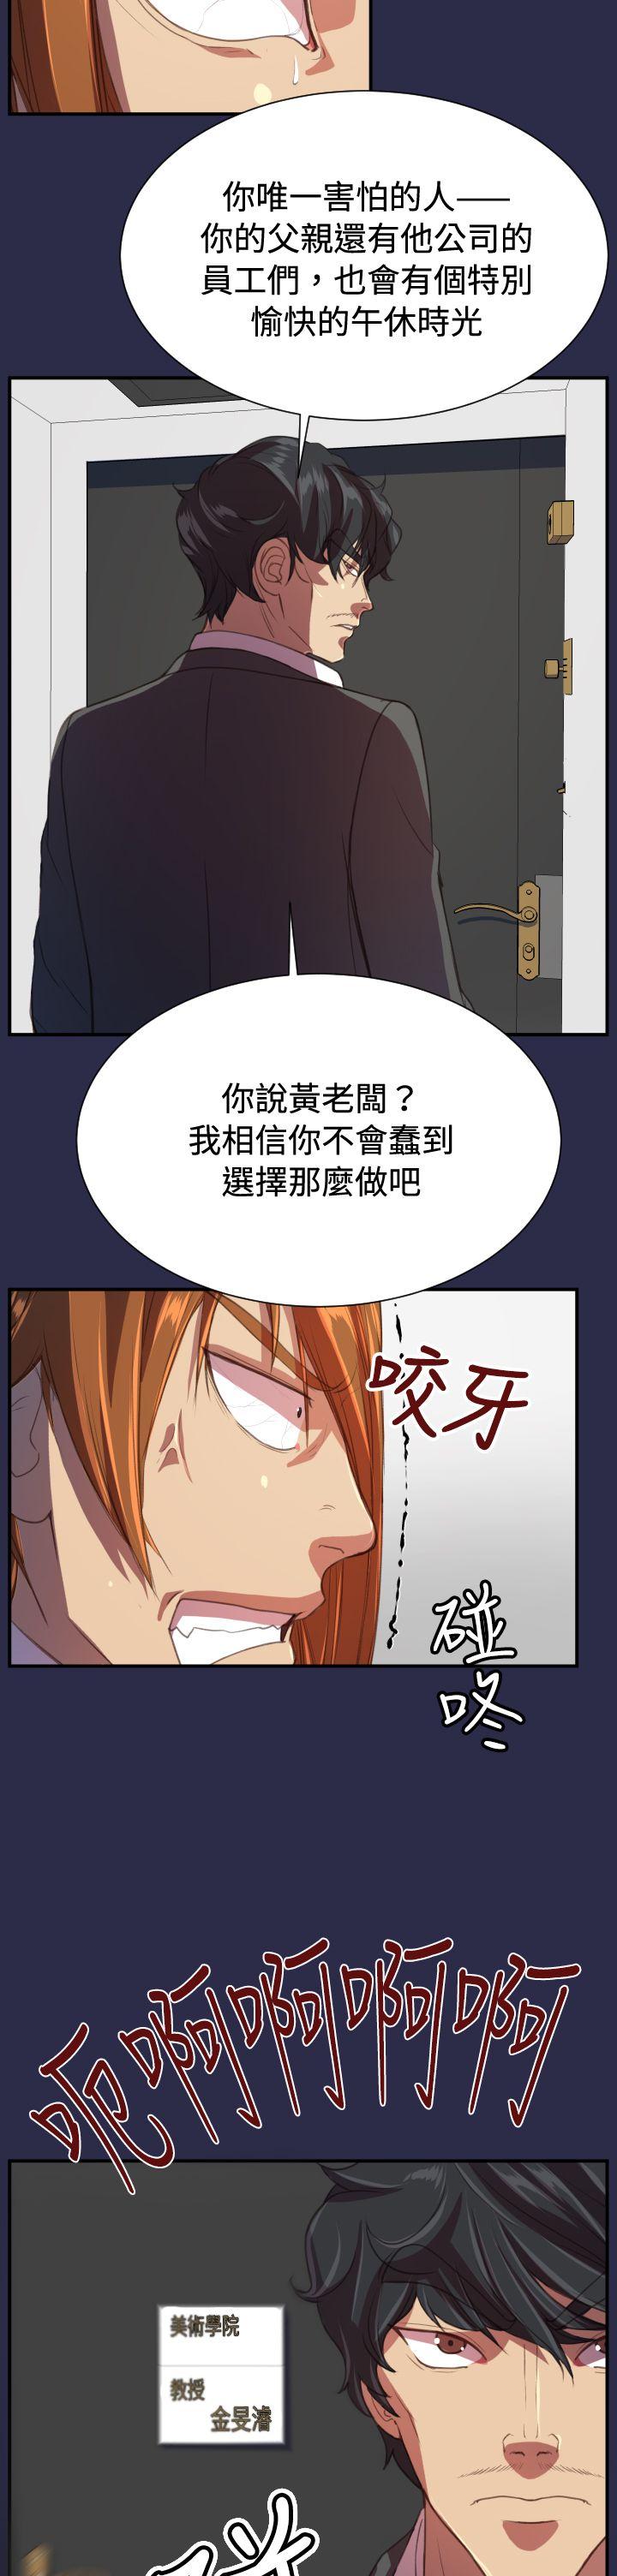 你唯一害怕的人——
你的父親還有他公司的
員工們，也會有個特別
愉快的午休時光
你說黃老闆？
我相信你不會蠢到
選擇那麼做吧
咬牙
碰
咚
呃啊啊啊啊
美術學院
教授
金旻濬